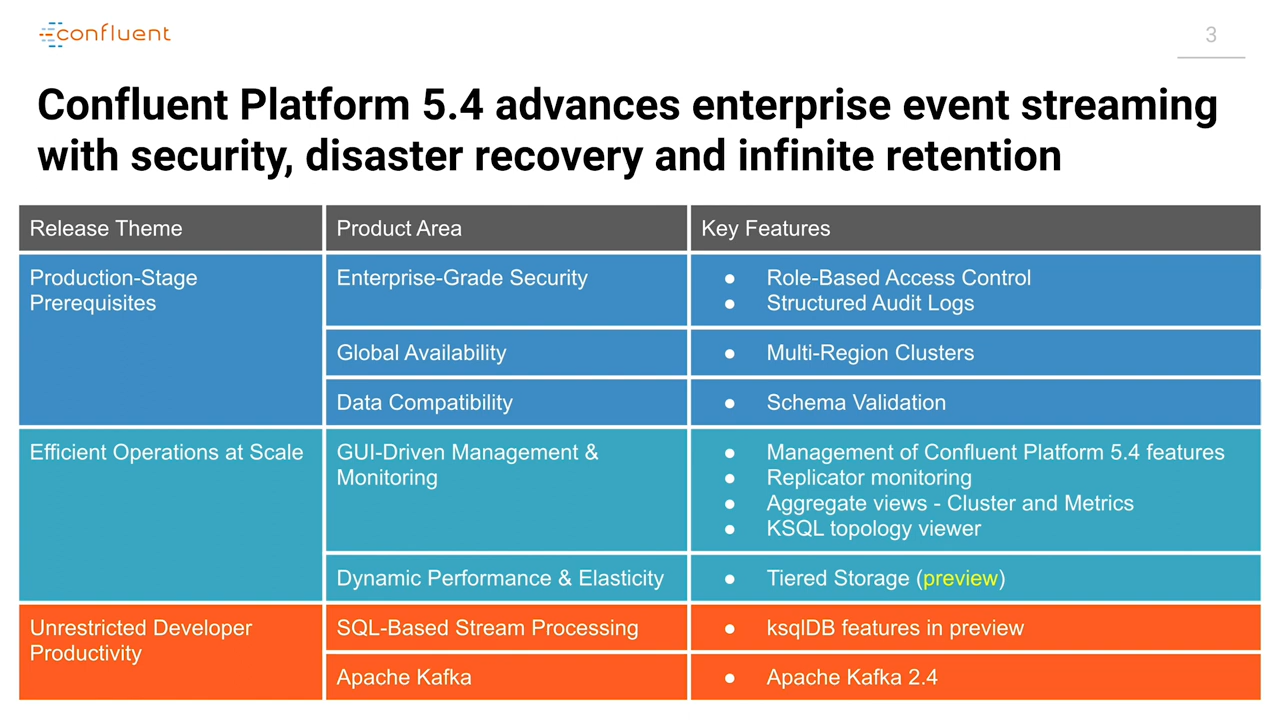 confluent
3
Confluent Platform 5.4 advances enterprise event streaming
with security, disaster recovery and infinite retention
Release Theme
Product Area
Key Features
Production-Stage
Prerequisites
Enterprise-Grade Security
● Role-Based Access Control
● Structured Audit Logs
Global Availability
● Multi-Region Clusters
Data Compatibility
● Schema Validation
Efficient Operations at Scale
GUI-Driven Management &
Monitoring
● Management of Confluent Platform 5.4 features
● Replicator monitoring
● Aggregate views - Cluster and Metrics
● KSQL topology viewer
Dynamic Performance & Elasticity
● Tiered Storage (preview)
Unrestricted Developer
Productivity
SQL-Based Stream Processing
● ksqlDB features in preview
Apache Kafka
● Apache Kafka 2.4